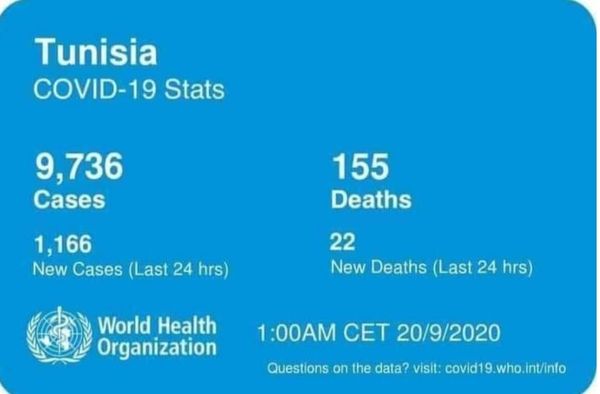 Tunisia
COVID-19 Stats
9,736
Cases
155
Deaths
1,166
New Cases (Last 24 hrs)
22
New Deaths (Last 24 hrs)
World Health
Organization
1:00AM CET 20/9/2020
Questions on the data? visit: covid19.who.int/info